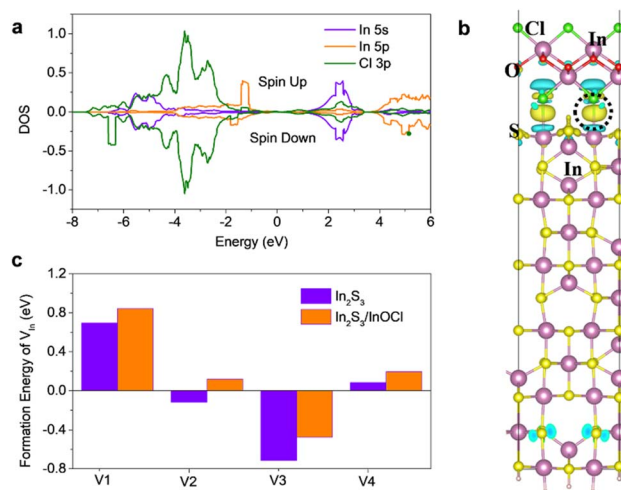 a
In 5s
In 5p
Cl 3p
Spin Up
Spin Down
DOS
1.0
0.5
0.0
-0.5
-1.0
-8 -6 -4 -2 0 2 4 6
Energy (eV)
b
Cl In
O
S
In
c
In2S3
In2S3/InOCl
Formation Energy of VIn (eV)
1.2
0.8
0.4
0.0
-0.4
-0.8
V1 V2 V3 V4